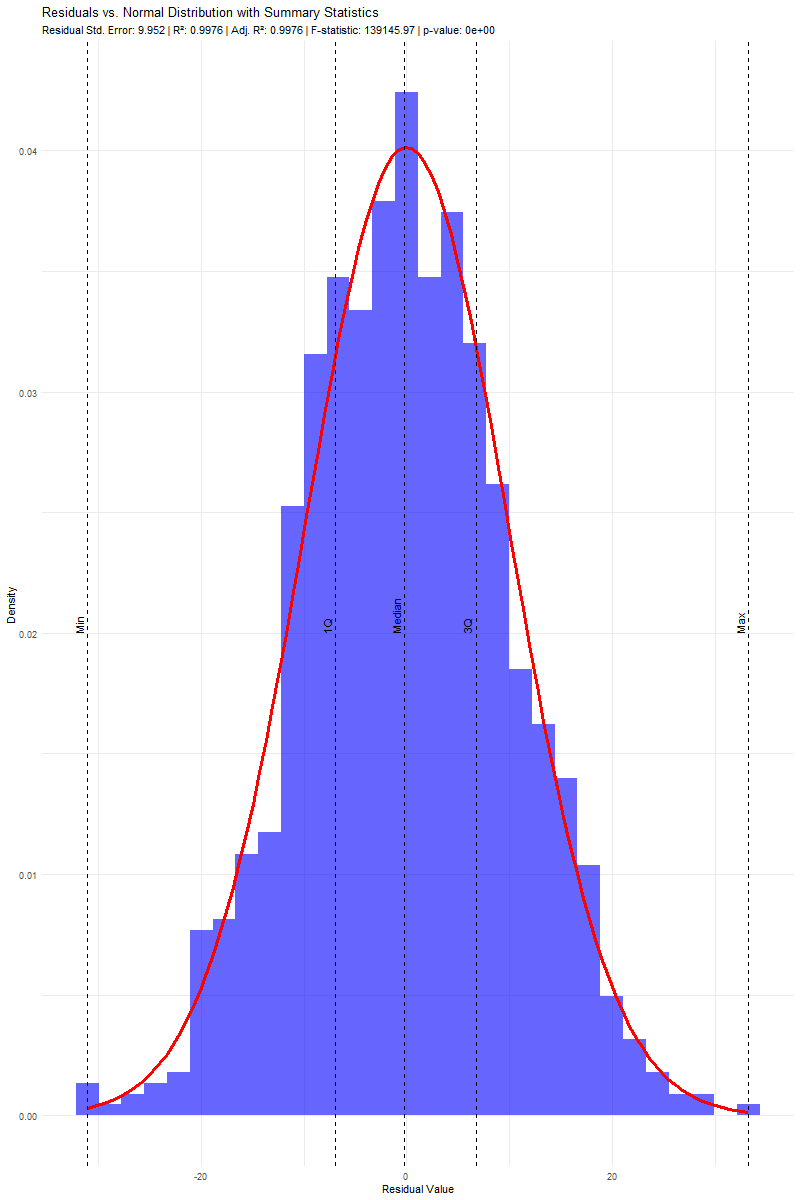 Residuals vs. Normal Distribution with Summary Statistics
Residual Std. Error: 9.952 | R²: 0.9976 | Adj. R²: 0.9976 | F-statistic: 139145.97 | p-value: 0e+00
Density
0.04
0.03
0.02
0.01
0.00
Min
1Q
Median
3Q
Max
-20
0
20
Residual Value